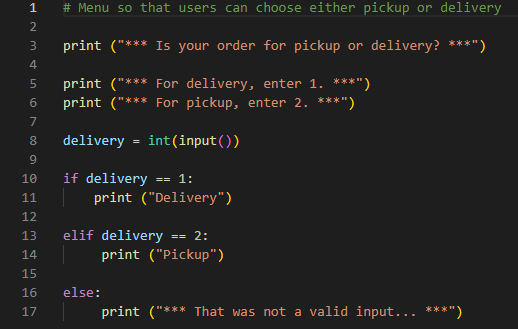 1 # Menu so that users can choose either pickup or delivery
2
3 print ("*** Is your order for pickup or delivery? ***")
4
5 print ("*** For delivery, enter 1. ***")
6 print ("*** For pickup, enter 2. ***")
7
8 delivery = int(input())
9
10 if delivery == 1:
11     print ("Delivery")
12
13 elif delivery == 2:
14      print ("Pickup")
15
16 else:
17      print ("*** That was not a valid input... ***")